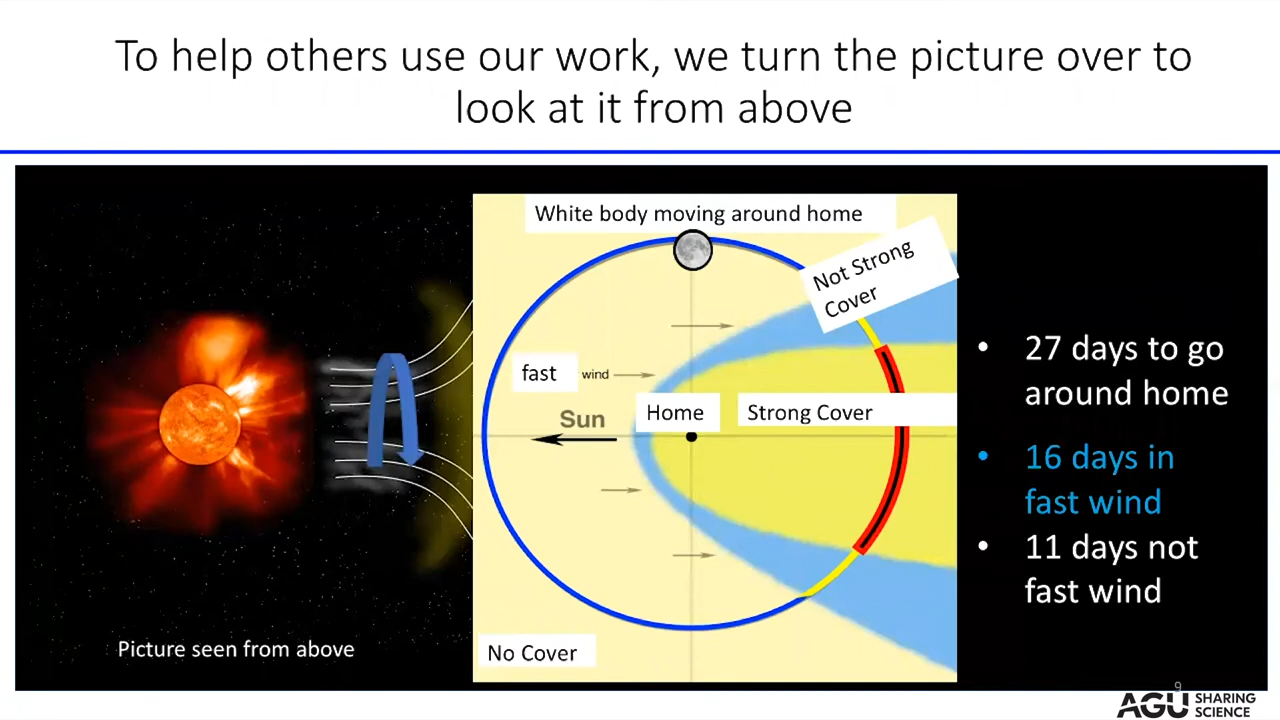 To help others use our work, we turn the picture over to
look at it from above
White body moving around home
Not Strong
Cover
fast wind
Sun
Home
Strong Cover
No Cover
Picture seen from above
• 27 days to go
around home
• 16 days in
fast wind
• 11 days not
fast wind
9
AGU SHARING
SCIENCE